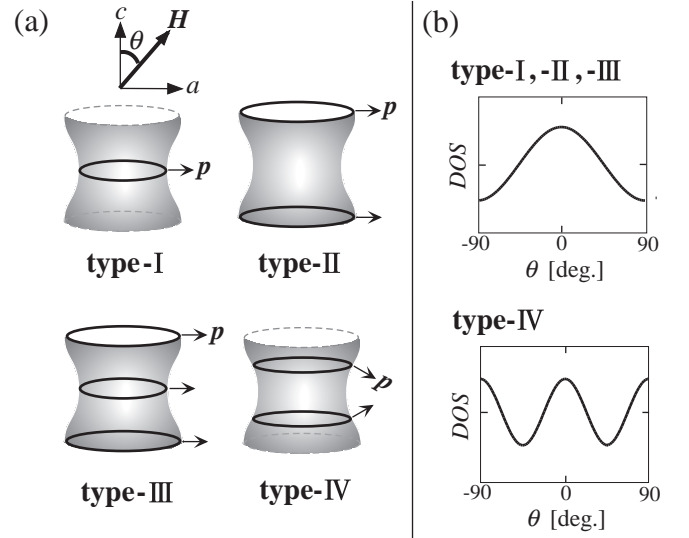 (a)
c
H
θ
a
p
p
type-Ⅰ
type-Ⅱ
p
p
type-Ⅲ
type-Ⅳ
(b)
type-Ⅰ,-Ⅱ,-Ⅲ
DOS
-90 0 90
θ [deg.]
type-Ⅳ
DOS
-90 0 90
θ [deg.]